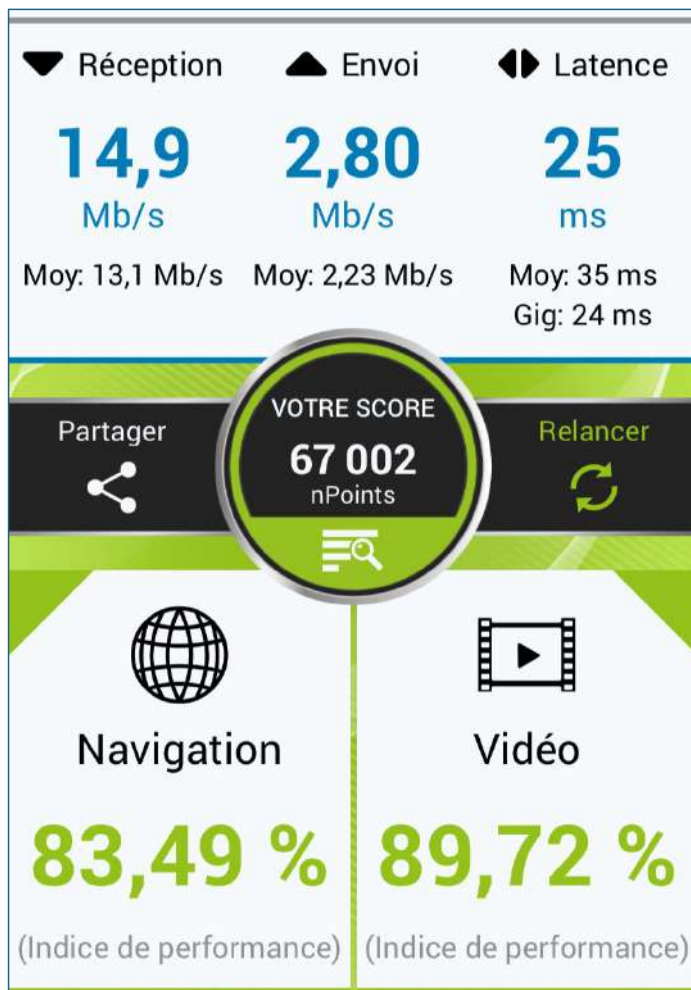 Réception
Envoi
Latence
14,9
2,80
25
Mb/s
Mb/s
ms
Moy: 13,1 Mb/s
Moy: 2,23 Mb/s
Moy: 35 ms
Gig: 24 ms
Partager
VOTRE SCORE
67 002
nPoints
Relancer
Navigation
Vidéo
83,49 %
89,72 %
(Indice de performance)
(Indice de performance)